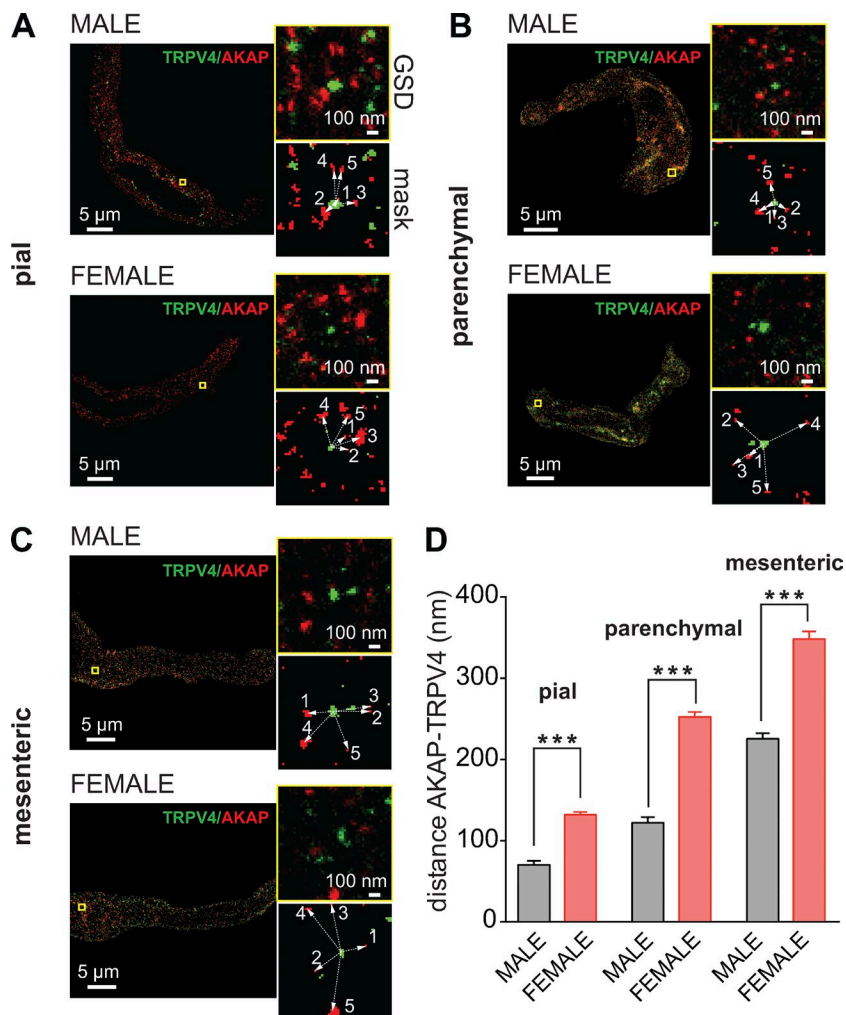 A
MALE
TRPV4/AKAP
5 µm
GSD
100 nm
mask
4
5
2
1
3
pial
FEMALE
TRPV4/AKAP
5 µm
100 nm
4
5
1
3
2
B
MALE
TRPV4/AKAP
5 µm
100 nm
5
4
1
2
3
parenchymal
FEMALE
TRPV4/AKAP
5 µm
100 nm
2
4
3
1
5
C
MALE
TRPV4/AKAP
5 µm
100 nm
1
3
2
4
5
mesenteric
FEMALE
TRPV4/AKAP
5 µm
100 nm
4
3
1
2
5
D
distance AKAP-TRPV4 (nm)
400
300
200
100
0
pial
***
parenchymal
***
mesenteric
***
MALE
FEMALE
MALE
FEMALE
MALE
FEMALE